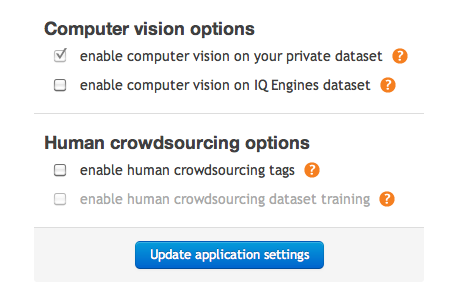 Computer vision options
enable computer vision on your private dataset ?
enable computer vision on IQ Engines dataset ?
Human crowdsourcing options
enable human crowdsourcing tags ?
enable human crowdsourcing dataset training ?
Update application settings